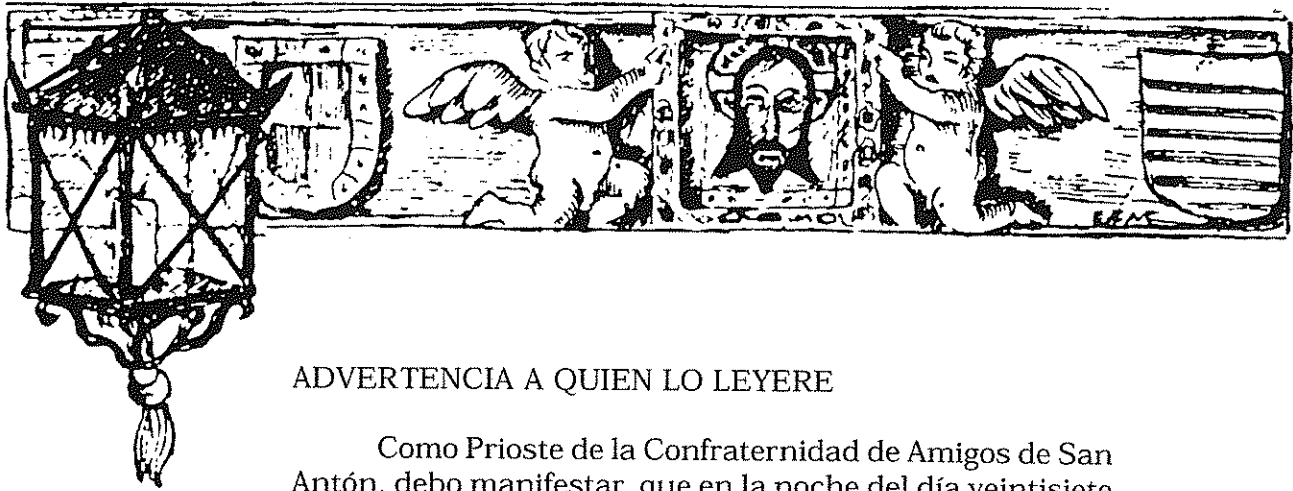 ADVERTENCIA A QUIEN LO LEYERE
Como Prioste de la Confraternidad de Amigos de San
Antón, debo manifestar, que en la noche del día veintisiete